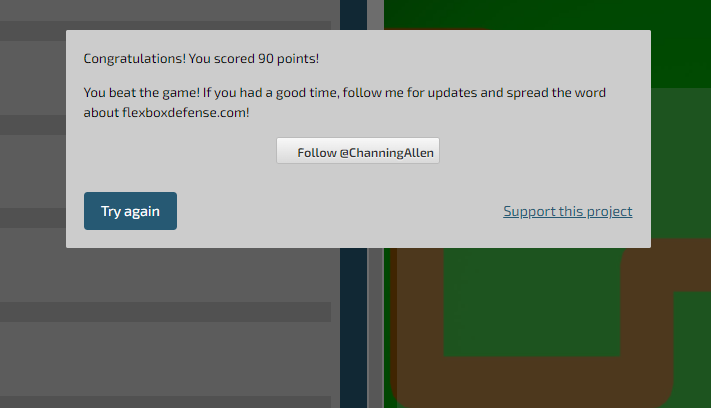 Congratulations! You scored 90 points!
You beat the game! If you had a good time, follow me for updates and spread the word
about flexboxdefense.com!
Follow @ChanningAllen
Try again
Support this project